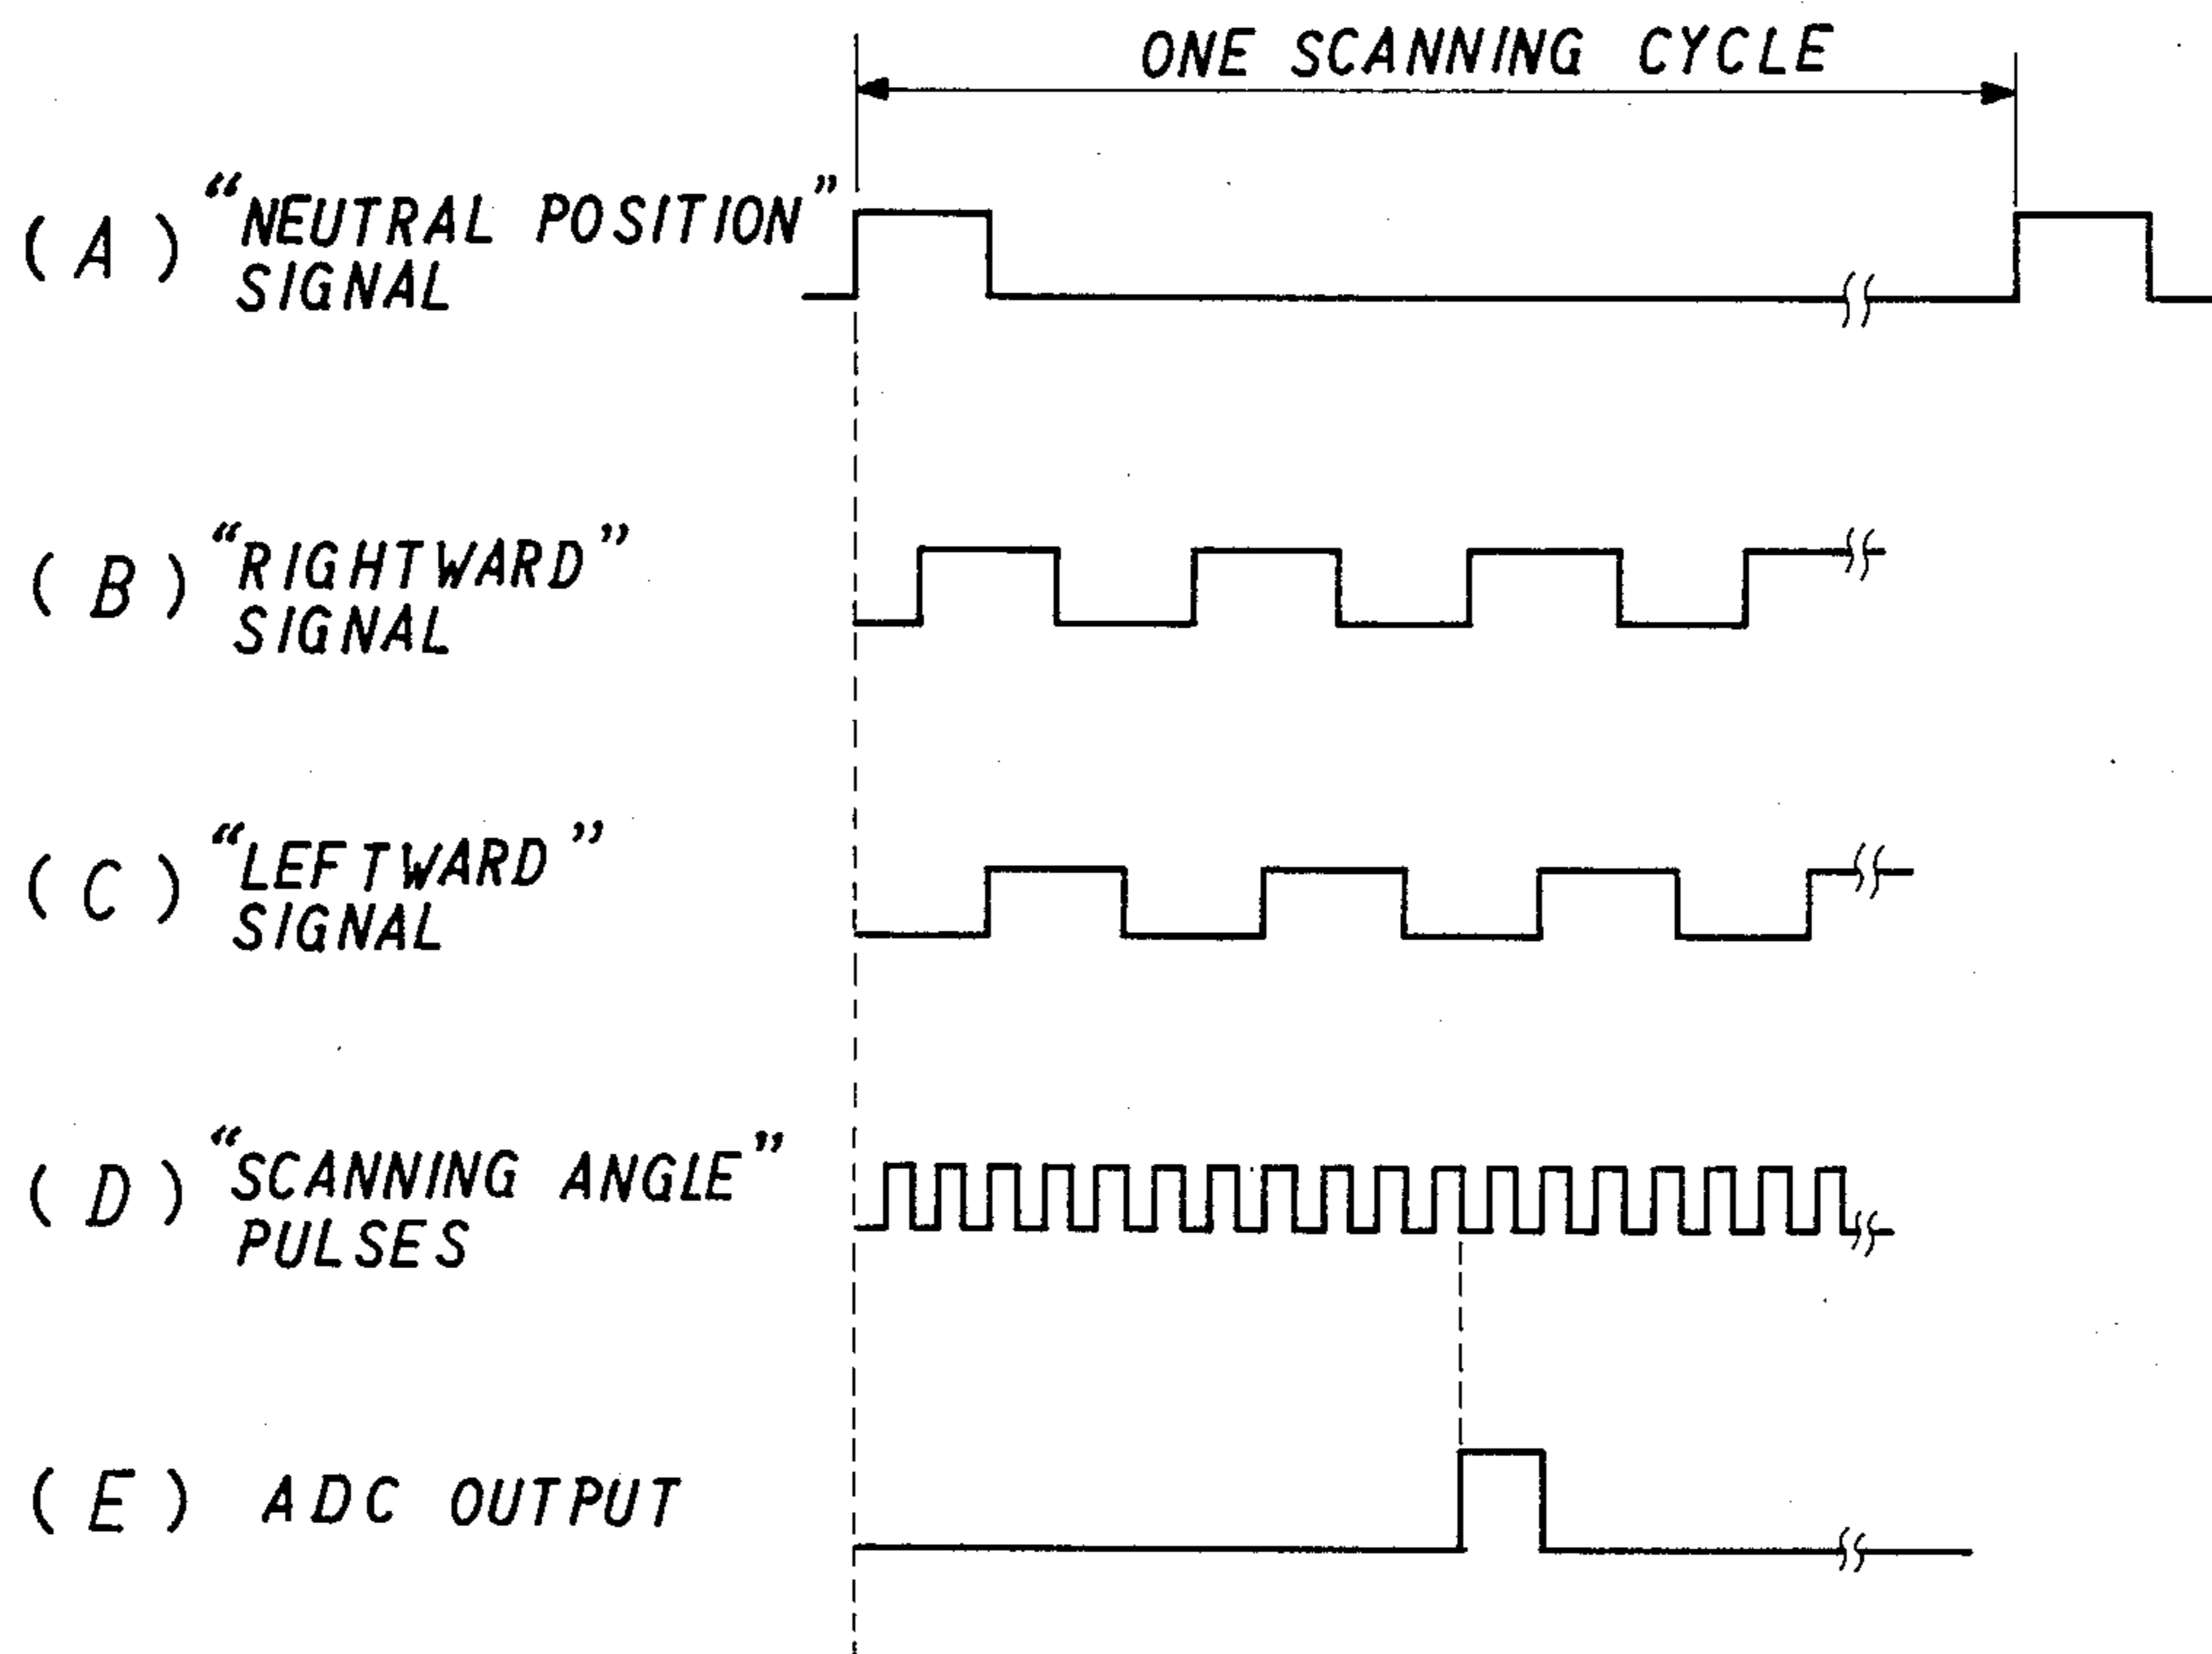 ONE SCANNING CYCLE
(A) “NEUTRAL POSITION”
SIGNAL
(B) “RIGHTWARD”
SIGNAL
(C) “LEFTWARD”
SIGNAL
(D) “SCANNING ANGLE”
PULSES
(E) ADC OUTPUT